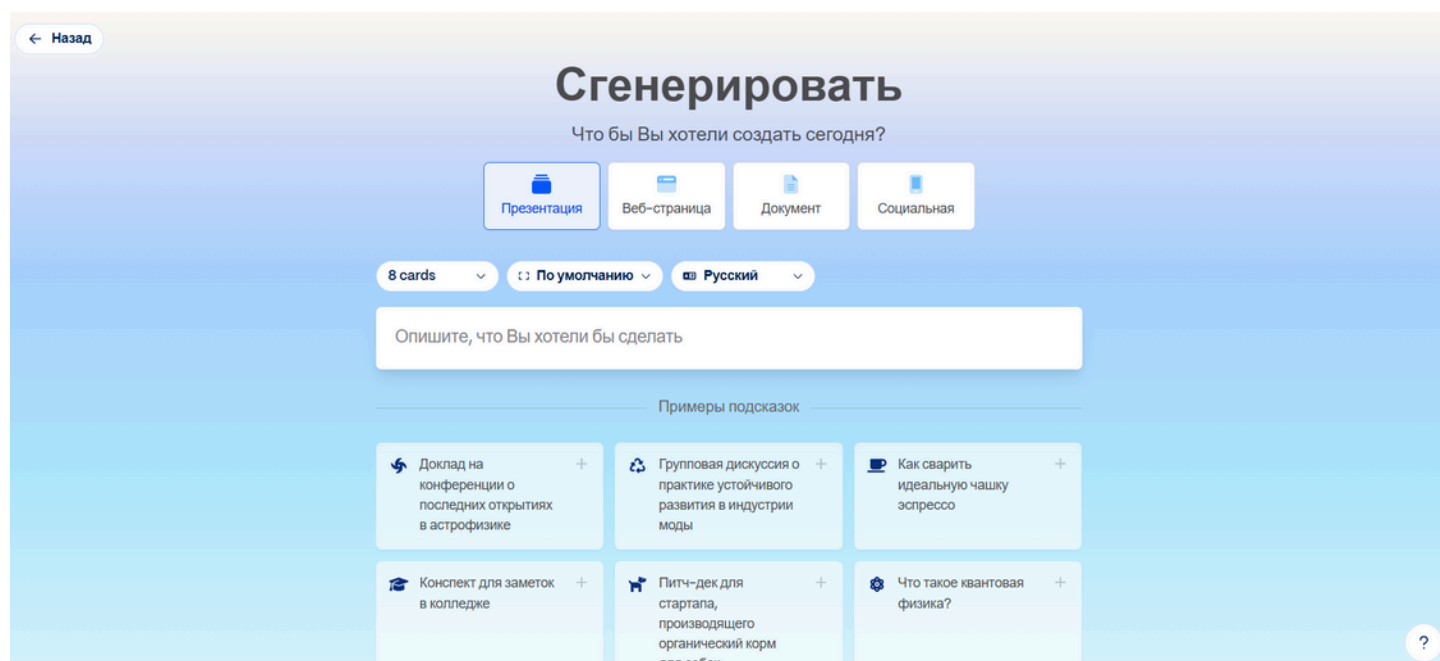 ← Назад
Сгенерировать
Что бы Вы хотели создать сегодня?
Презентация
Веб-страница
Документ
Социальная
8 cards
По умолчанию
Русский
Опишите, что Вы хотели бы сделать
Примеры подсказок
Доклад на
конференции о
последних открытиях
в астрофизике
Групповая дискуссия о
практике устойчивого
развития в индустрии
моды
Как сварить
идеальную чашку
эспрессо
Конспект для заметок
в колледже
Питч-дек для
стартапа,
производящего
органический корм
Что такое квантовая
физика?
?